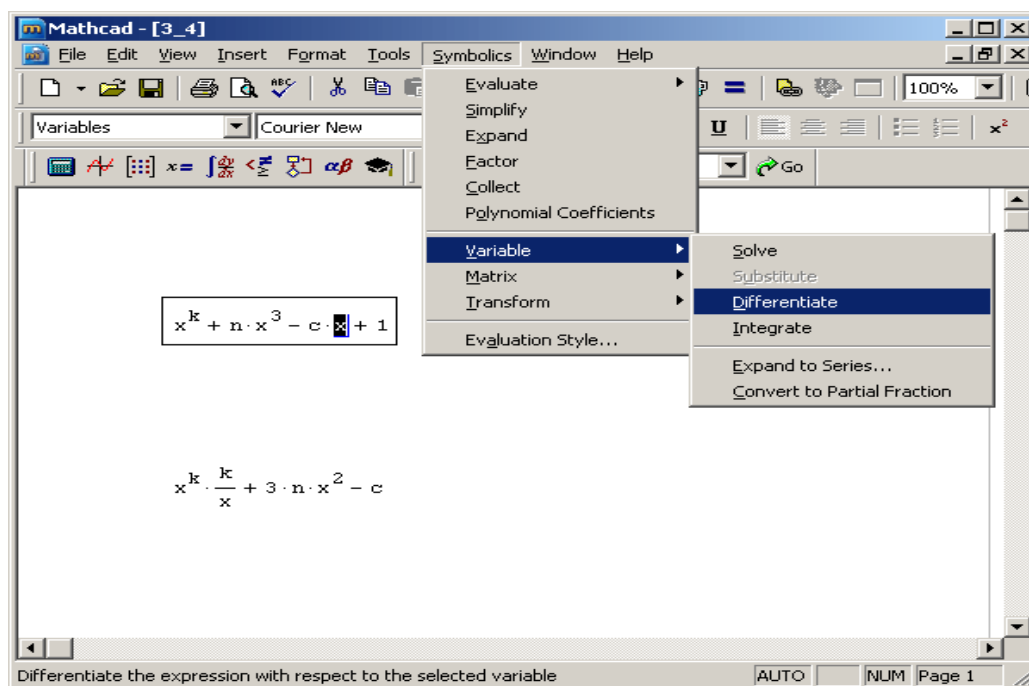 Mathcad - [3_4]
File Edit View Insert Format Tools Symbolics Window Help
100%
Variables Courier New U x²
x= αβ Go
Evaluate
Simplify
Expand
Factor
Collect
Polynomial Coefficients
Variable
Matrix
Transform
Evaluation Style...
Solve
Substitute
Differentiate
Integrate
Expand to Series...
Convert to Partial Fraction
x^k + n·x^3 − c·x + 1
x^k · k/x + 3·n·x^2 − c
Differentiate the expression with respect to the selected variable AUTO NUM Page 1